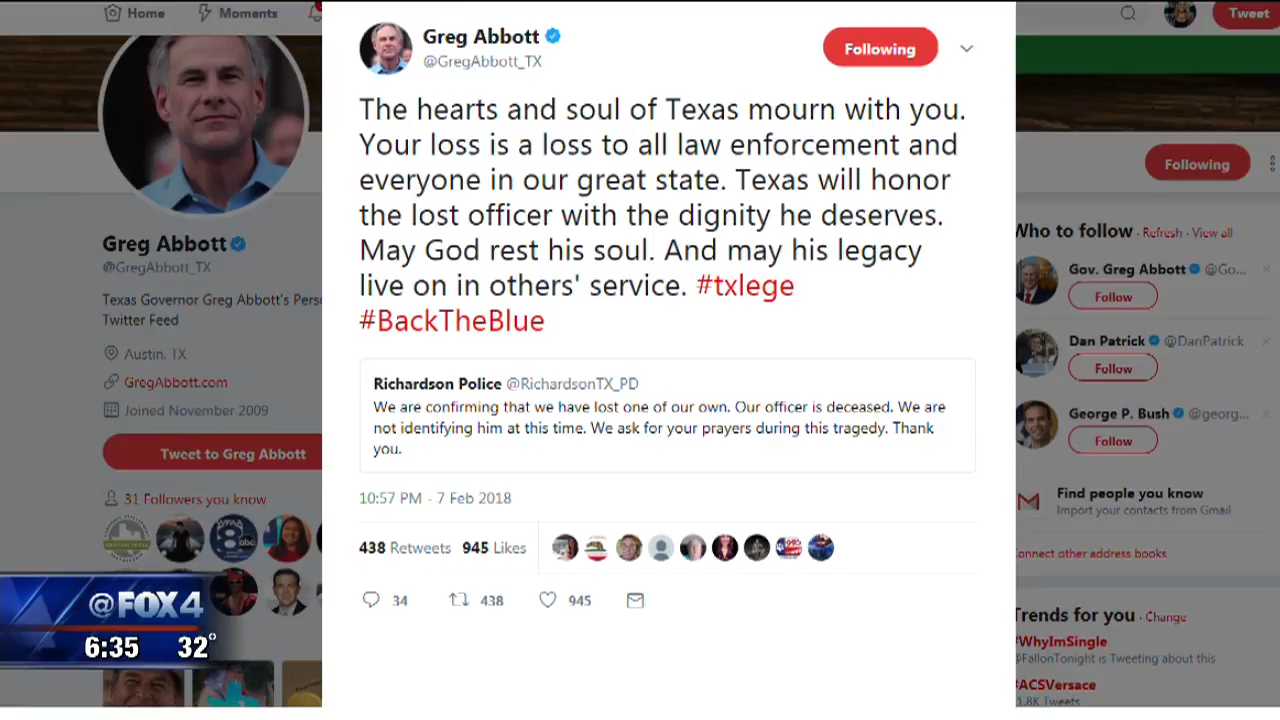 Home
Moments
Tweet
Greg Abbott
@GregAbbott_TX
Following
The hearts and soul of Texas mourn with you.
Your loss is a loss to all law enforcement and
everyone in our great state. Texas will honor
the lost officer with the dignity he deserves.
May God rest his soul. And may his legacy
live on in others' service. #txlege
#BackTheBlue
Richardson Police @RichardsonTX_PD
We are confirming that we have lost one of our own. Our officer is deceased. We are
not identifying him at this time. We ask for your prayers during this tragedy. Thank
you.
10:57 PM - 7 Feb 2018
438 Retweets 945 Likes
34 438 945
Greg Abbott
@GregAbbott_TX
Texas Governor Greg Abbott's Pers
Twitter Feed
Austin, TX
GregAbbott.com
Joined November 2009
Tweet to Greg Abbott
31 Followers you know
abc
@FOX4
6:35 32°
Following
Who to follow · Refresh · View all
Gov. Greg Abbott @Go...
Follow
Dan Patrick @DanPatrick
Follow
George P. Bush @georg...
Follow
Find people you know
Import your contacts from Gmail
onnect other address books
Trends for you · Change
#WhyImSingle
@FallonTonight is Tweeting about this
#ACSVersace
1.8K Tweets